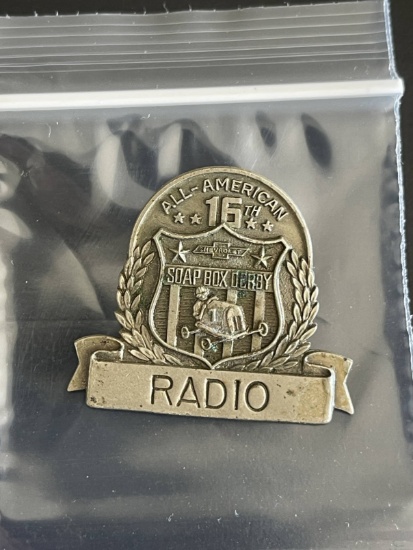 ALL-AMERICAN
16TH
CHEVROLET
SOAP BOX DERBY
RADIO